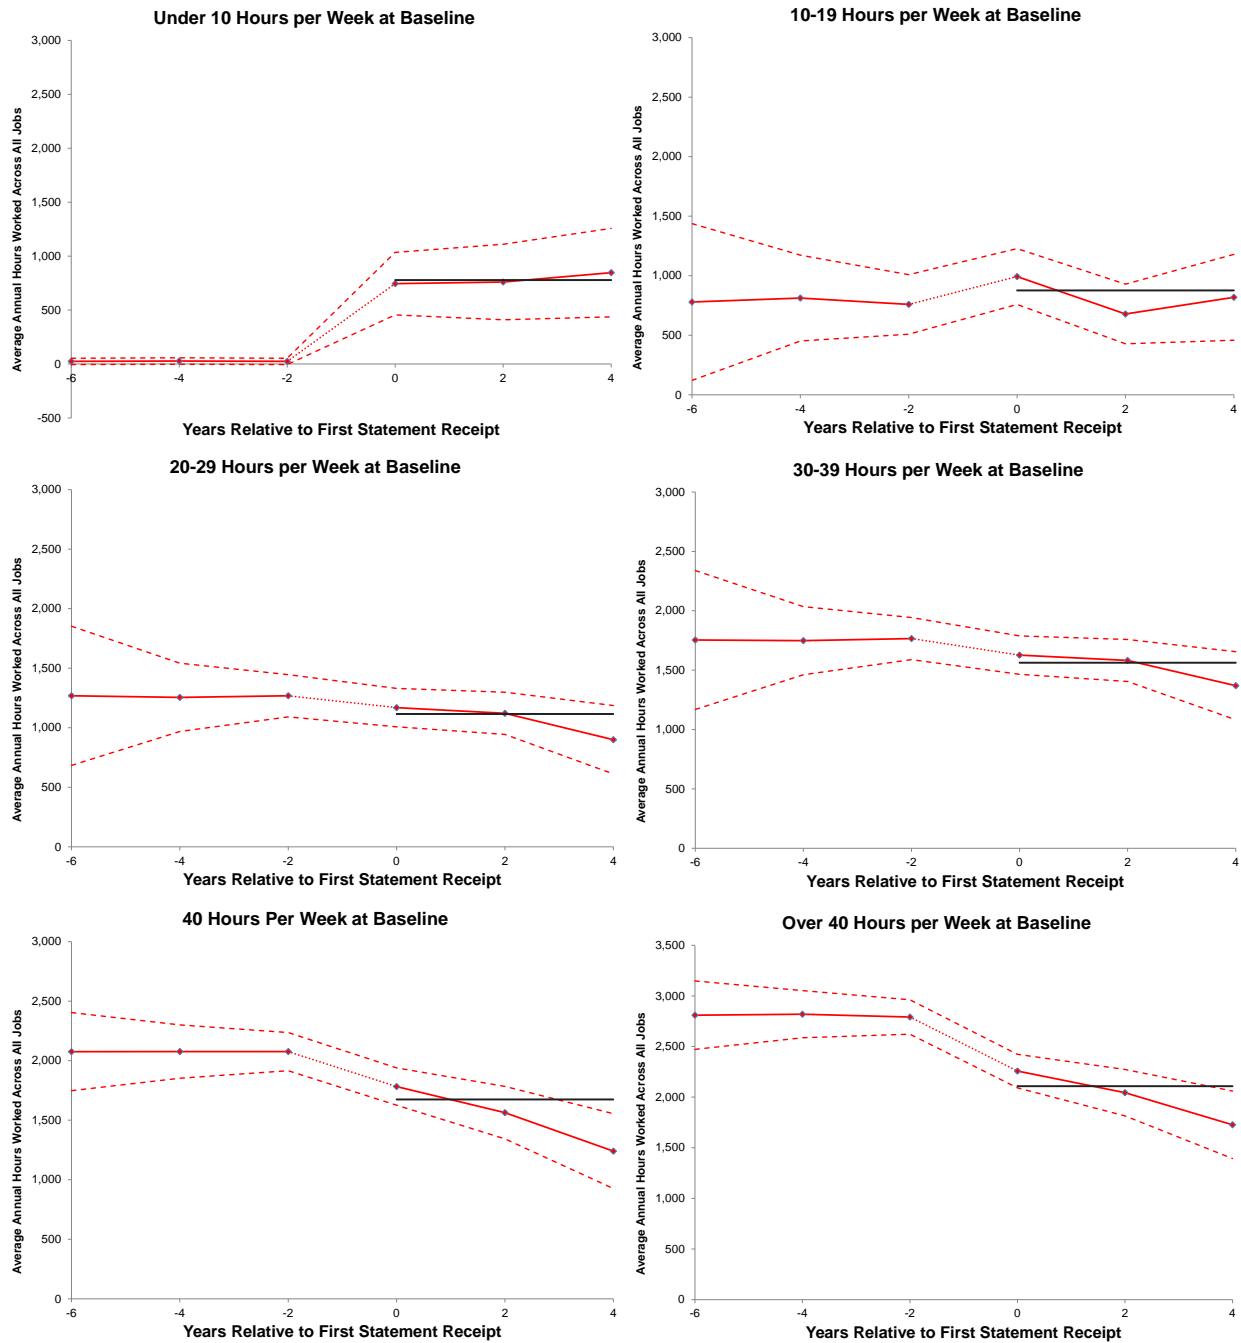 Under 10 Hours per Week at Baseline
Average Annual Hours Worked Across All Jobs
3,000
2,500
2,000
1,500
1,000
500
0
-500
-6 -4 -2 0 2 4
Years Relative to First Statement Receipt
10-19 Hours per Week at Baseline
Average Annual Hours Worked Across All Jobs
3,000
2,500
2,000
1,500
1,000
500
0
-6 -4 -2 0 2 4
Years Relative to First Statement Receipt
20-29 Hours per Week at Baseline
Average Annual Hours Worked Across All Jobs
3,000
2,500
2,000
1,500
1,000
500
0
-6 -4 -2 0 2 4
Years Relative to First Statement Receipt
30-39 Hours per Week at Baseline
Average Annual Hours Worked Across All Jobs
3,000
2,500
2,000
1,500
1,000
500
0
-6 -4 -2 0 2 4
Years Relative to First Statement Receipt
40 Hours Per Week at Baseline
Average Annual Hours Worked Across All Jobs
3,000
2,500
2,000
1,500
1,000
500
0
-6 -4 -2 0 2 4
Years Relative to First Statement Receipt
Over 40 Hours per Week at Baseline
Average Annual Hours Worked Across All Jobs
3,500
3,000
2,500
2,000
1,500
1,000
500
0
-6 -4 -2 0 2 4
Years Relative to First Statement Receipt